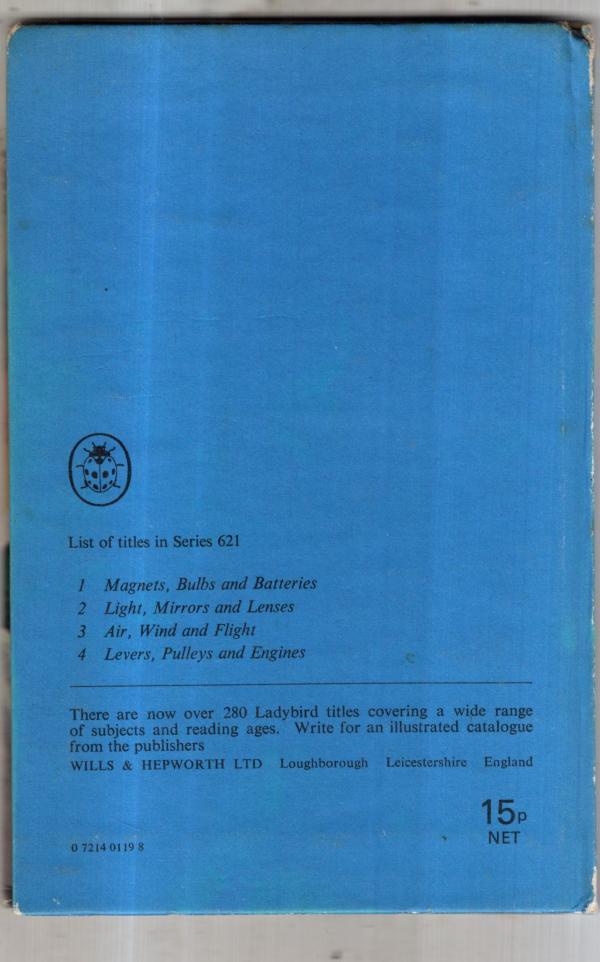 List of titles in Series 621
1 Magnets, Bulbs and Batteries
2 Light, Mirrors and Lenses
3 Air, Wind and Flight
4 Levers, Pulleys and Engines
There are now over 280 Ladybird titles covering a wide range
of subjects and reading ages. Write for an illustrated catalogue
from the publishers
WILLS & HEPWORTH LTD Loughborough Leicestershire England
15p
NET
0 7214 0119 8